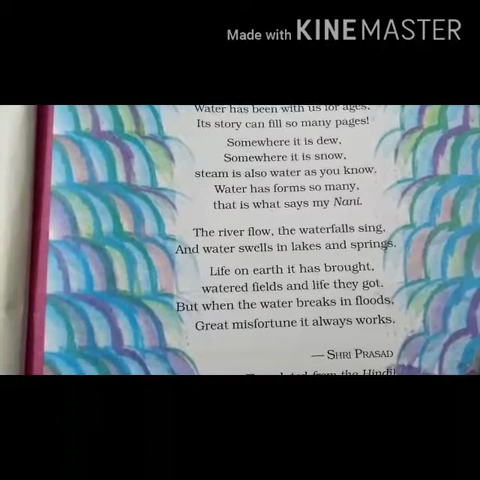 Made with KINEMASTER
Water has been with us for ages,
Its story can fill so many pages!
Somewhere it is dew,
Somewhere it is snow,
steam is also water as you know.
Water has forms so many,
that is what says my Nani.
The river flow, the waterfalls sing,
And water swells in lakes and springs.
Life on earth it has brought,
watered fields and life they got.
But when the water breaks in floods,
Great misfortune it always works.
— SHRI PRASAD
Translated from the Hindi